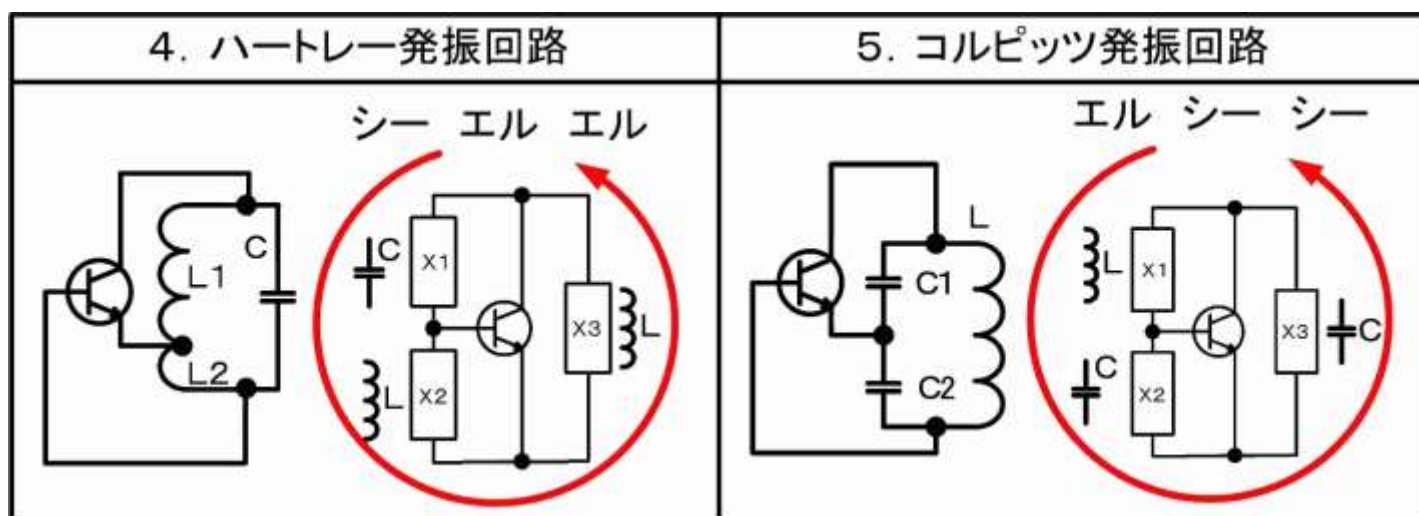 4．ハートレー発振回路
シー エル エル
C
L1
L2
C
X1
L
X2
X3
L
5．コルピッツ発振回路
エル シー シー
L
C1
C2
L
X1
C
X2
X3
C